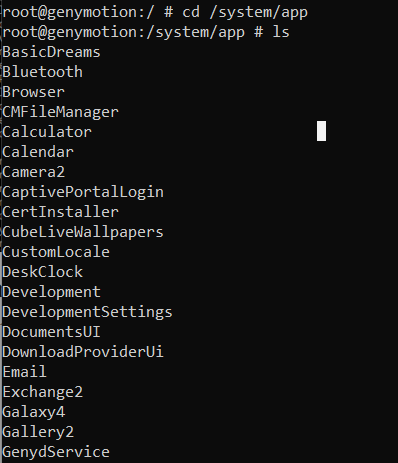 root@genymotion:/ # cd /system/app
root@genymotion:/system/app # ls
BasicDreams
Bluetooth
Browser
CMFileManager
Calculator
Calendar
Camera2
CaptivePortalLogin
CertInstaller
CubeLiveWallpapers
CustomLocale
DeskClock
Development
DevelopmentSettings
DocumentsUI
DownloadProviderUi
Email
Exchange2
Galaxy4
Gallery2
GenydService